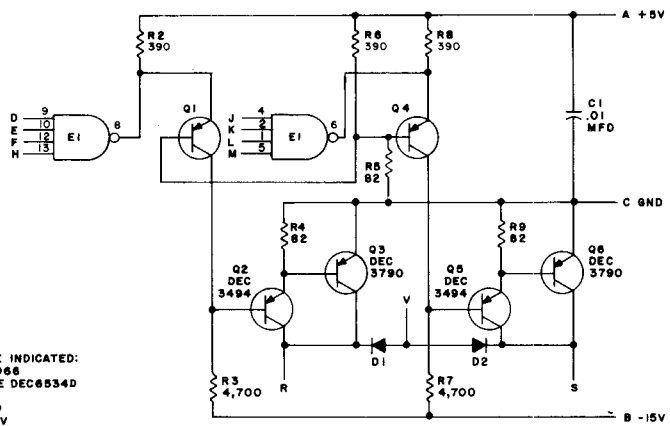 A +5V
R2
390
R6
390
R8
390
C1
.01
MFD
Q1
Q4
D 9
E 10
F 12
H 13
E1
8
J 4
K 2
L 1
M 5
E1
6
R5
82
C GND
R4
82
Q3
DEC
3790
R9
82
Q6
DEC
3790
Q2
DEC
3494
Q5
DEC
3494
V
D1
D2
R3
4,700
R
R7
4,700
S
B -15V
E INDICATED:
966
E DEC6534D
V